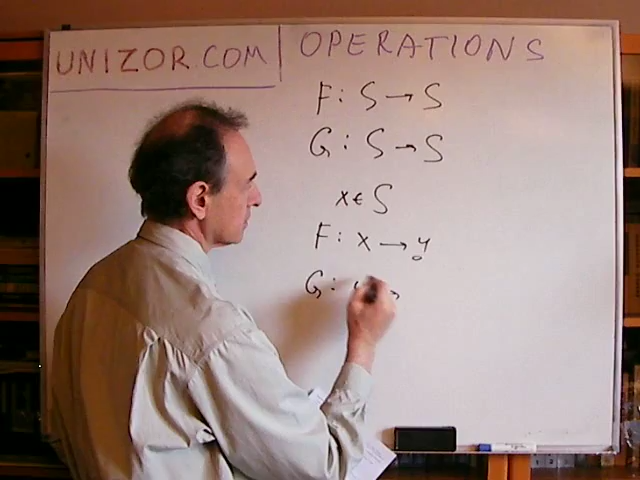 UNIZOR.COM
OPERATIONS
F: S → S
G: S → S
x ∈ S
F: x → y
G: